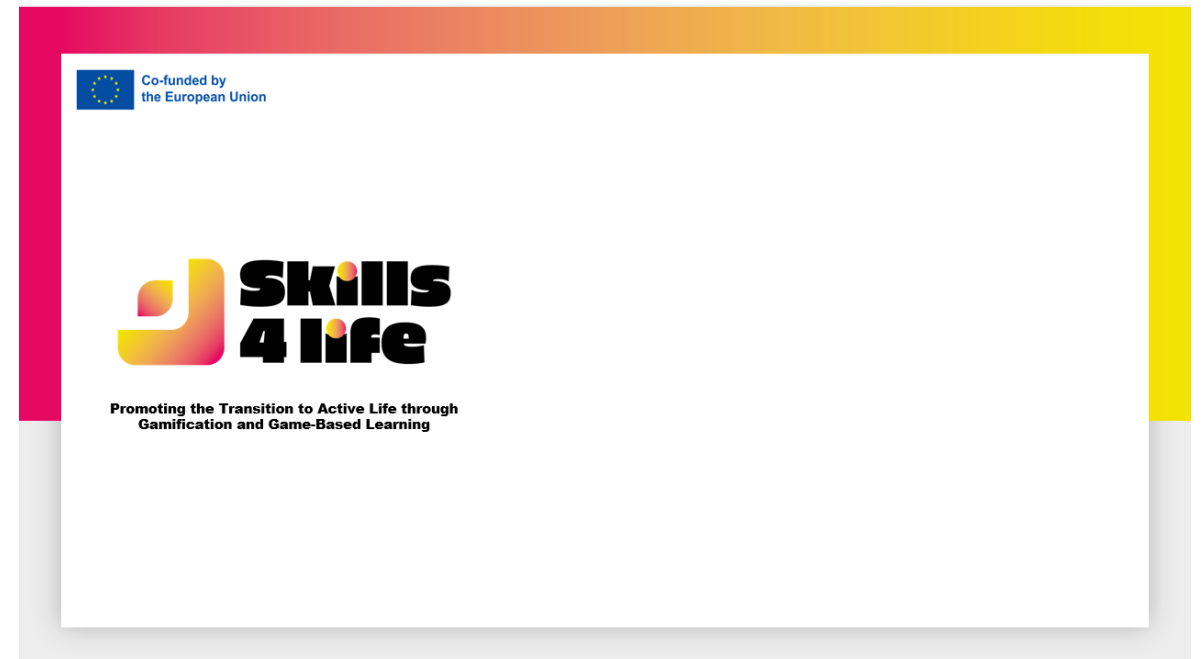 Co-funded by
the European Union
Skills
4 life
Promoting the Transition to Active Life through
Gamification and Game-Based Learning